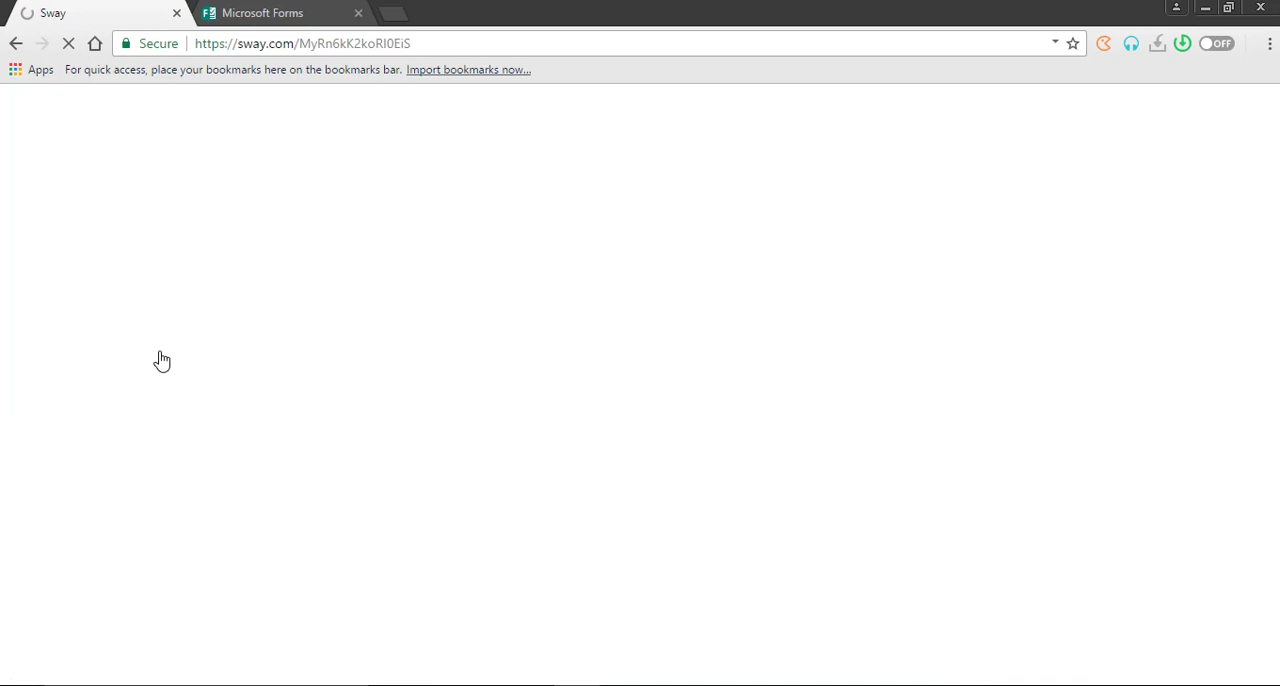 Sway
Microsoft Forms
Secure
https://sway.com/MyRn6kK2koRI0EiS
OFF
Apps
For quick access, place your bookmarks here on the bookmarks bar. Import bookmarks now...